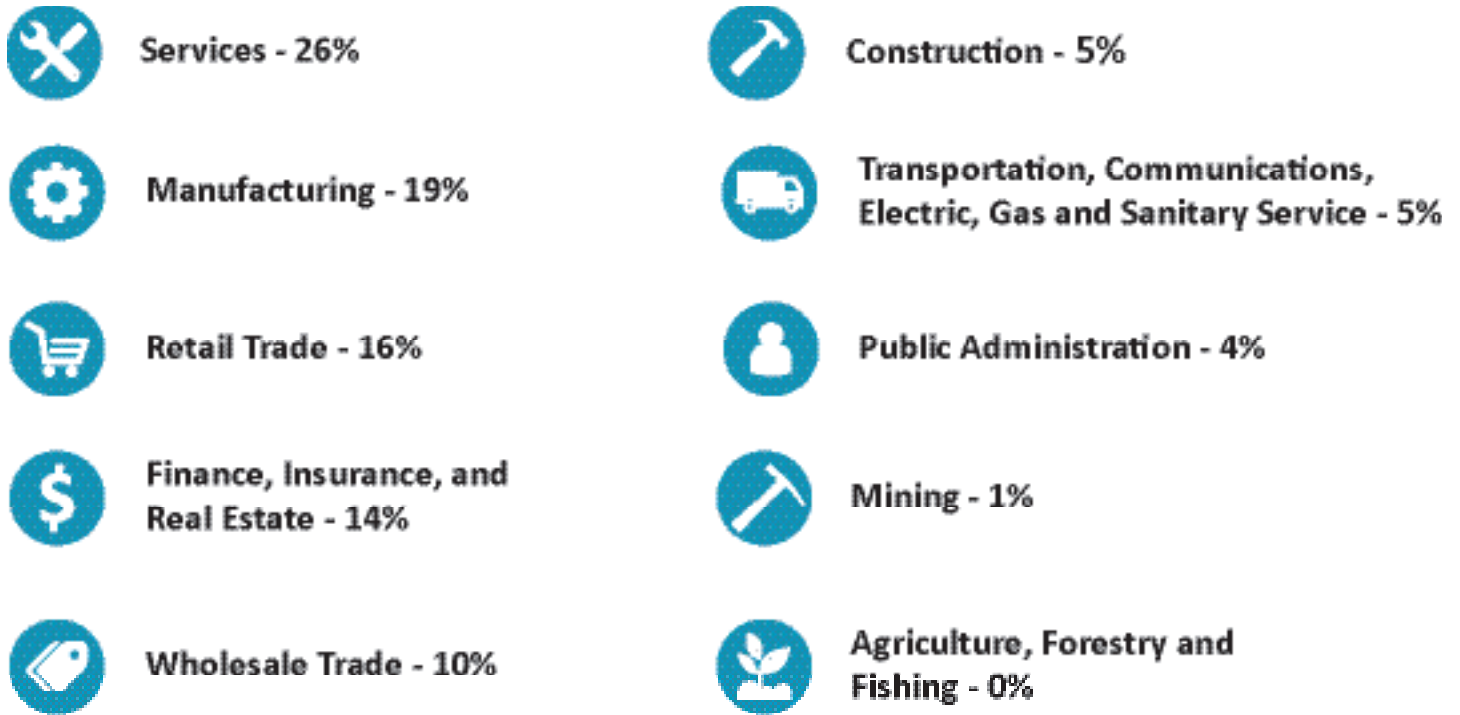 Services - 26%
Manufacturing - 19%
Retail Trade - 16%
Finance, Insurance, and
Real Estate - 14%
Wholesale Trade - 10%
Construction - 5%
Transportation, Communications,
Electric, Gas and Sanitary Service - 5%
Public Administration - 4%
Mining - 1%
Agriculture, Forestry and
Fishing - 0%